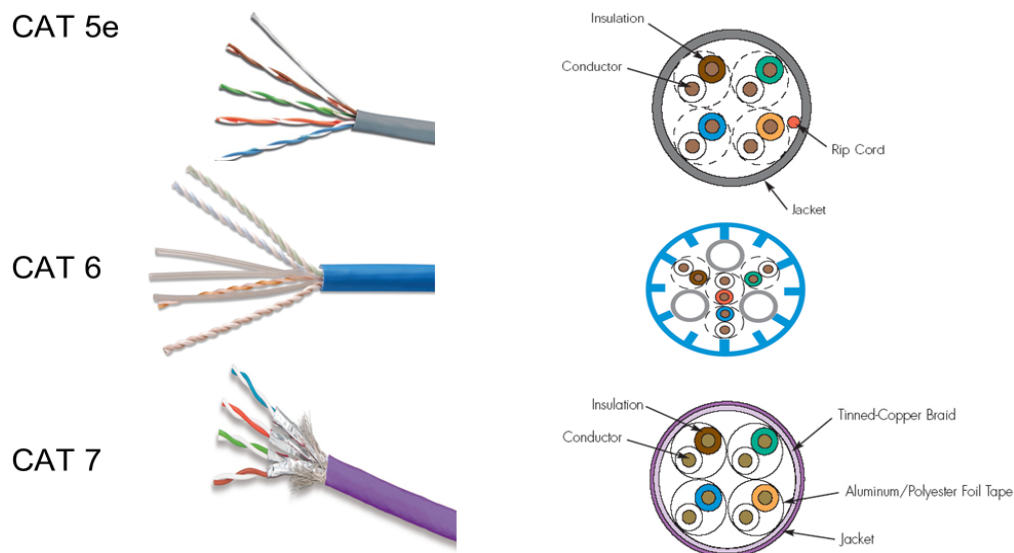 CAT 5e
Insulation
Conductor
Rip Cord
Jacket
CAT 6
CAT 7
Insulation
Tinned-Copper Braid
Conductor
Aluminum/Polyester Foil Tape
Jacket